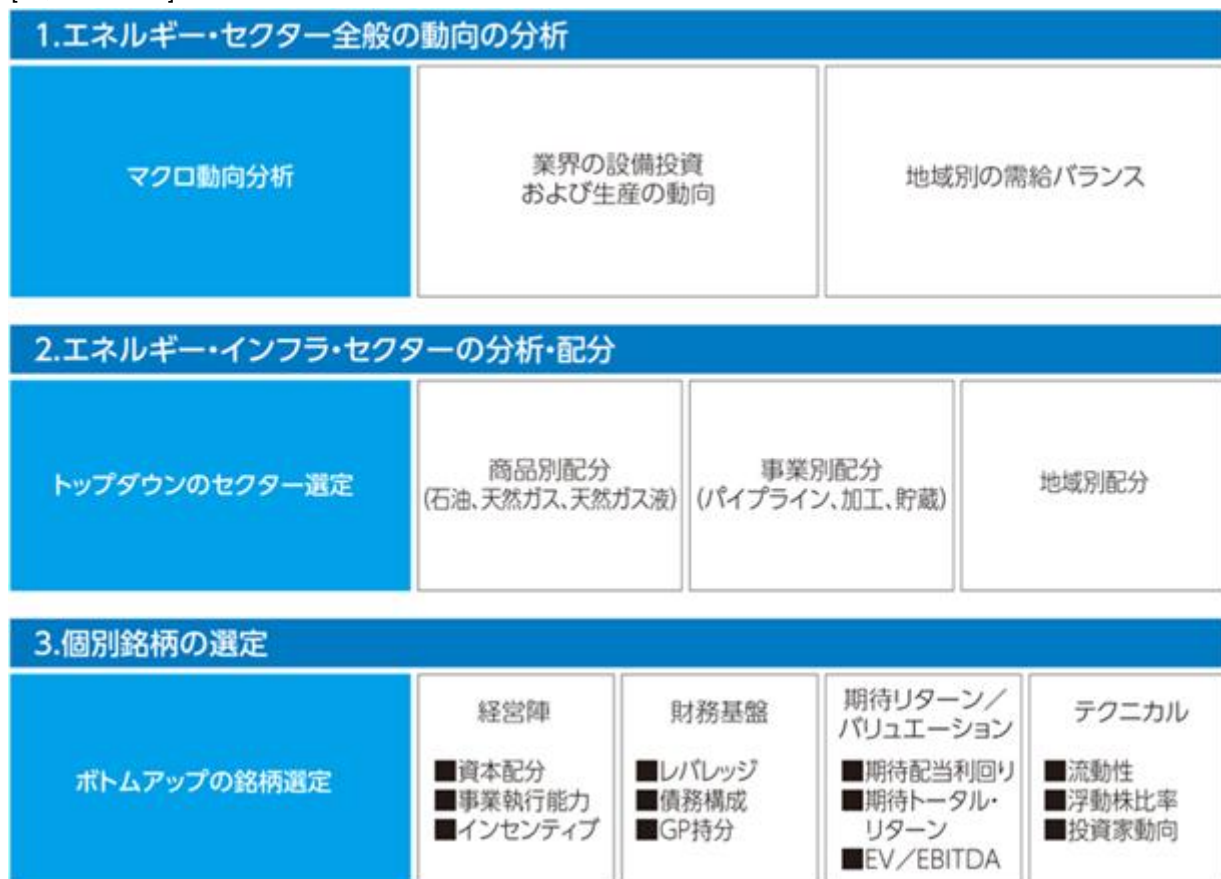 1.エネルギー・セクター全般の動向の分析
マクロ動向分析
業界の設備投資
および生産の動向
地域別の需給バランス
2.エネルギー・インフラ・セクターの分析・配分
トップダウンのセクター選定
商品別配分
(石油、天然ガス、天然ガス液)
事業別配分
(パイプライン、加工、貯蔵)
地域別配分
3.個別銘柄の選定
ボトムアップの銘柄選定
経営陣
■資本配分
■事業執行能力
■インセンティブ
財務基盤
■レバレッジ
■債務構成
■GP持分
期待リターン／
バリュエーション
■期待配当利回り
■期待トータル・
リターン
■EV／EBITDA
テクニカル
■流動性
■浮動株比率
■投資家動向